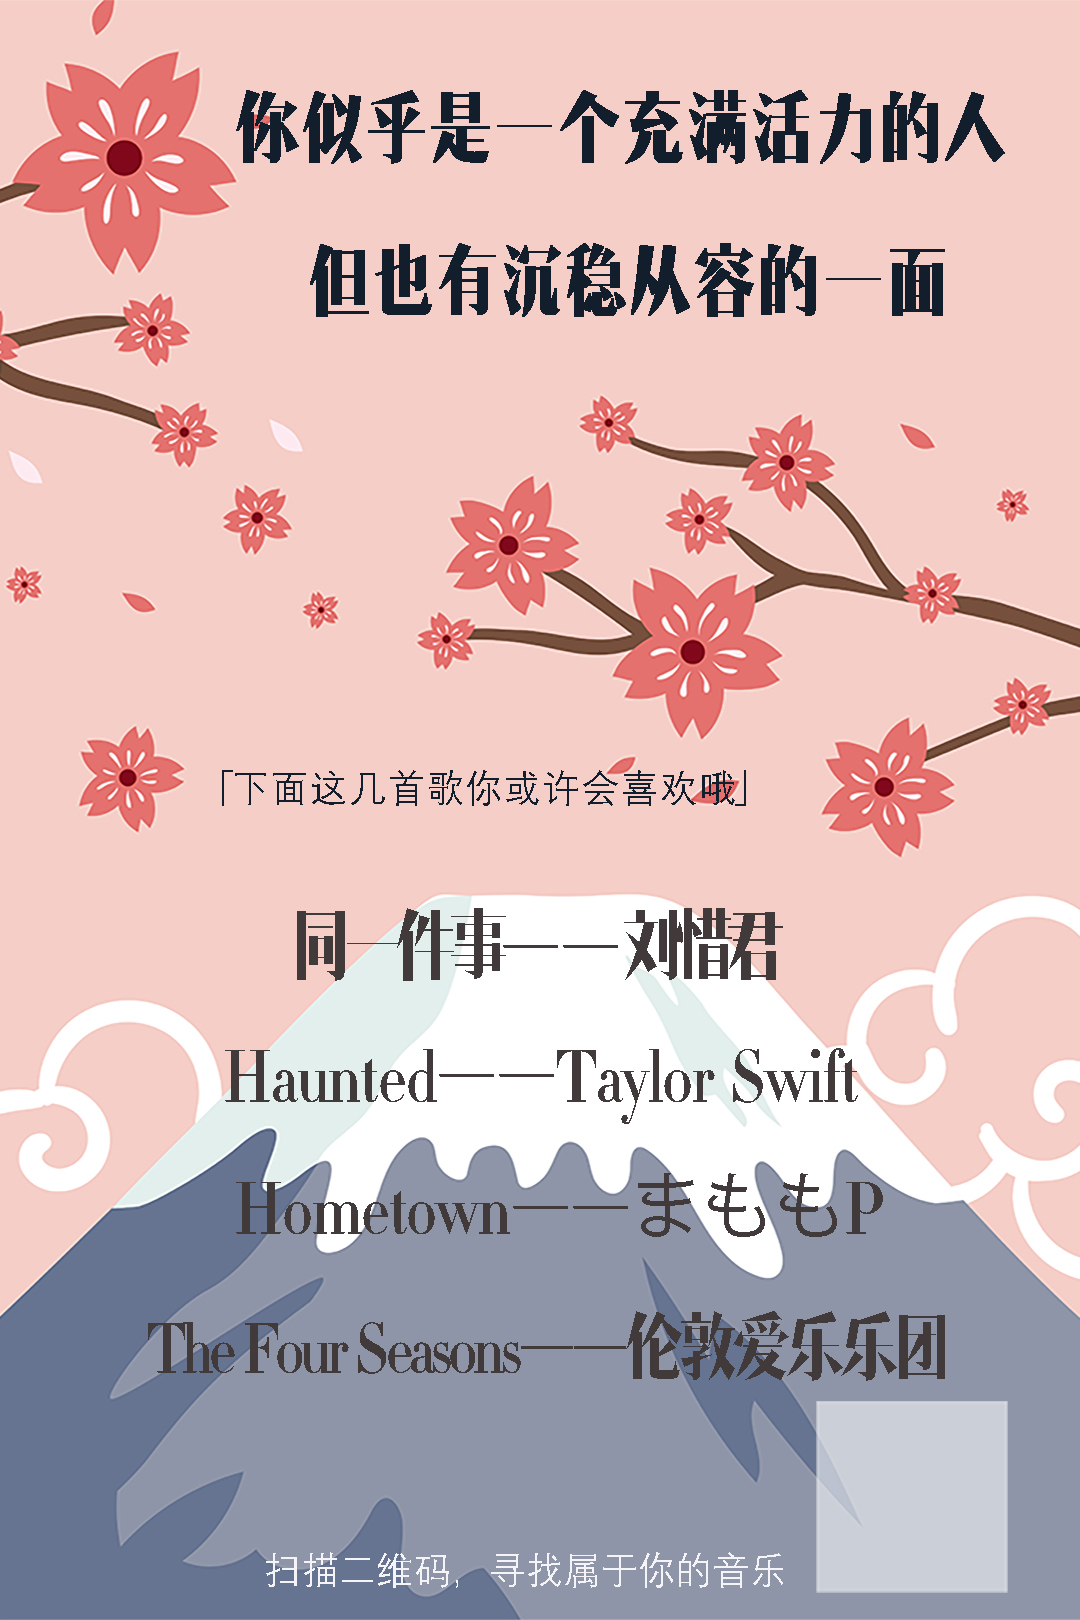 你似乎是一个充满活力的人
但也有沉稳从容的一面
「下面这几首歌你或许会喜欢哦」
同一件事——刘惜君
Haunted——Taylor Swift
Hometown——まももP
The Four Seasons——伦敦爱乐乐团
扫描二维码，寻找属于你的音乐